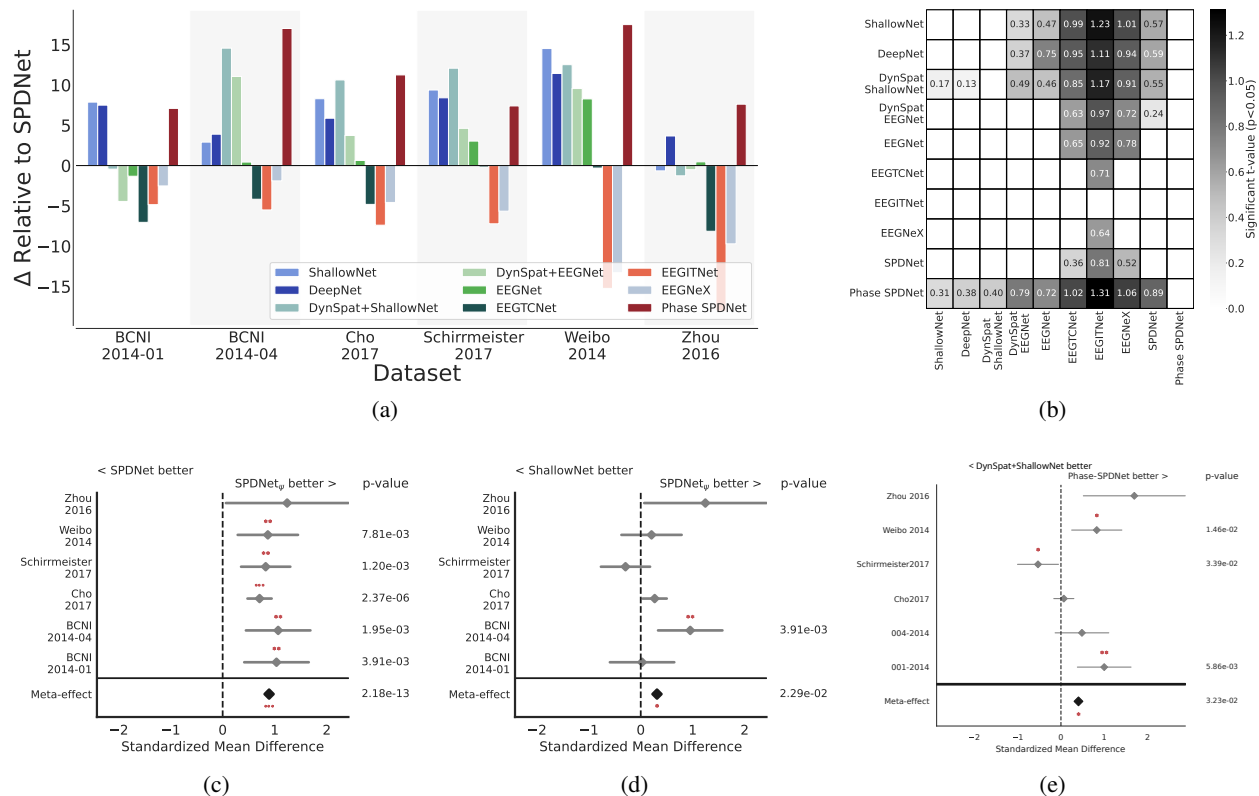 Δ Relative to SPDNet
15
10
5
0
−5
−10
−15
ShallowNet
DeepNet
DynSpat+ShallowNet
DynSpat+EEGNet
EEGNet
EEGTCNet
EEGITNet
EEGNeX
Phase SPDNet
BCNI
2014-01
BCNI
2014-04
Cho
2017
Schirrmeister
2017
Weibo
2014
Zhou
2016
Dataset
(a)
ShallowNet 0.33 0.47 0.99 1.23 1.01 0.57
DeepNet 0.37 0.75 0.95 1.11 0.94 0.59
DynSpat
ShallowNet 0.17 0.13 0.49 0.46 0.85 1.17 0.91 0.55
DynSpat
EEGNet 0.63 0.97 0.72 0.24
EEGNet 0.65 0.92 0.78
EEGTCNet 0.71
EEGITNet
EEGNeX 0.64
SPDNet 0.36 0.81 0.52
Phase SPDNet 0.31 0.38 0.40 0.79 0.72 1.02 1.31 1.06 0.89
ShallowNet
DeepNet
DynSpat
ShallowNet
DynSpat
EEGNet
EEGNet
EEGTCNet
EEGITNet
EEGNeX
SPDNet
Phase SPDNet
1.2
1.0
0.8
0.6
0.4
0.2
0.0
Significant t-value (p<0.05)
(b)
< SPDNet better
SPDNetψ better > p-value
Zhou
2016
Weibo
2014 7.81e−03
Schirrmeister
2017 1.20e−03
Cho
2017 2.37e−06
BCNI
2014-04 1.95e−03
BCNI
2014-01 3.91e−03
Meta-effect 2.18e-13
−2 −1 0 1 2
Standardized Mean Difference
(c)
< ShallowNet better
SPDNetψ better > p-value
Zhou
2016
Weibo
2014
Schirrmeister
2017
Cho
2017
BCNI
2014-04 3.91e−03
BCNI
2014-01
Meta-effect 2.29e-02
−2 −1 0 1 2
Standardized Mean Difference
(d)
< DynSpat+ShallowNet better
Phase-SPDNet better > p-value
Zhou 2016
Weibo 2014 1.46e−02
Schirrmeister2017 3.39e−02
Cho2017
004-2014
001-2014 5.86e−03
Meta-effect 3.23e−02
−2 −1 0 1 2
Standardized Mean Difference
(e)